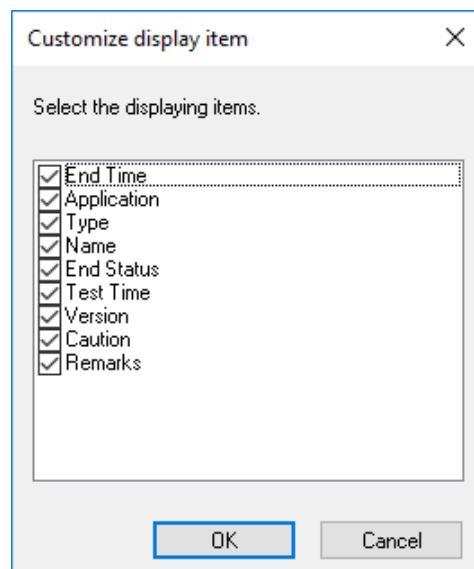 Customize display item
Select the displaying items.
End Time
Application
Type
Name
End Status
Test Time
Version
Caution
Remarks
OK Cancel